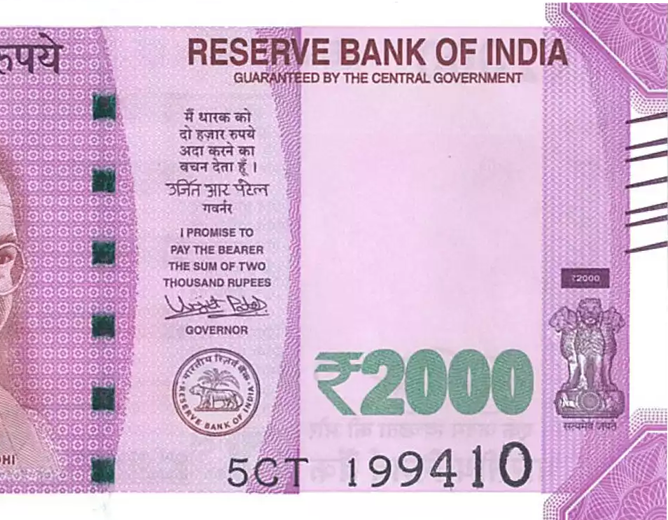 रुपये
RESERVE BANK OF INDIA
GUARANTEED BY THE CENTRAL GOVERNMENT
मैं धारक को
दो हज़ार रुपये
अदा करने का
वचन देता हूँ ।
उर्जित आर पटेल
गवर्नर
I PROMISE TO
PAY THE BEARER
THE SUM OF TWO
THOUSAND RUPEES
Urjit Patel
GOVERNOR
भारतीय रिज़र्व बैंक
RESERVE BANK OF INDIA
₹2000
₹2000
सत्यमेव जयते
HI
5CT 199410